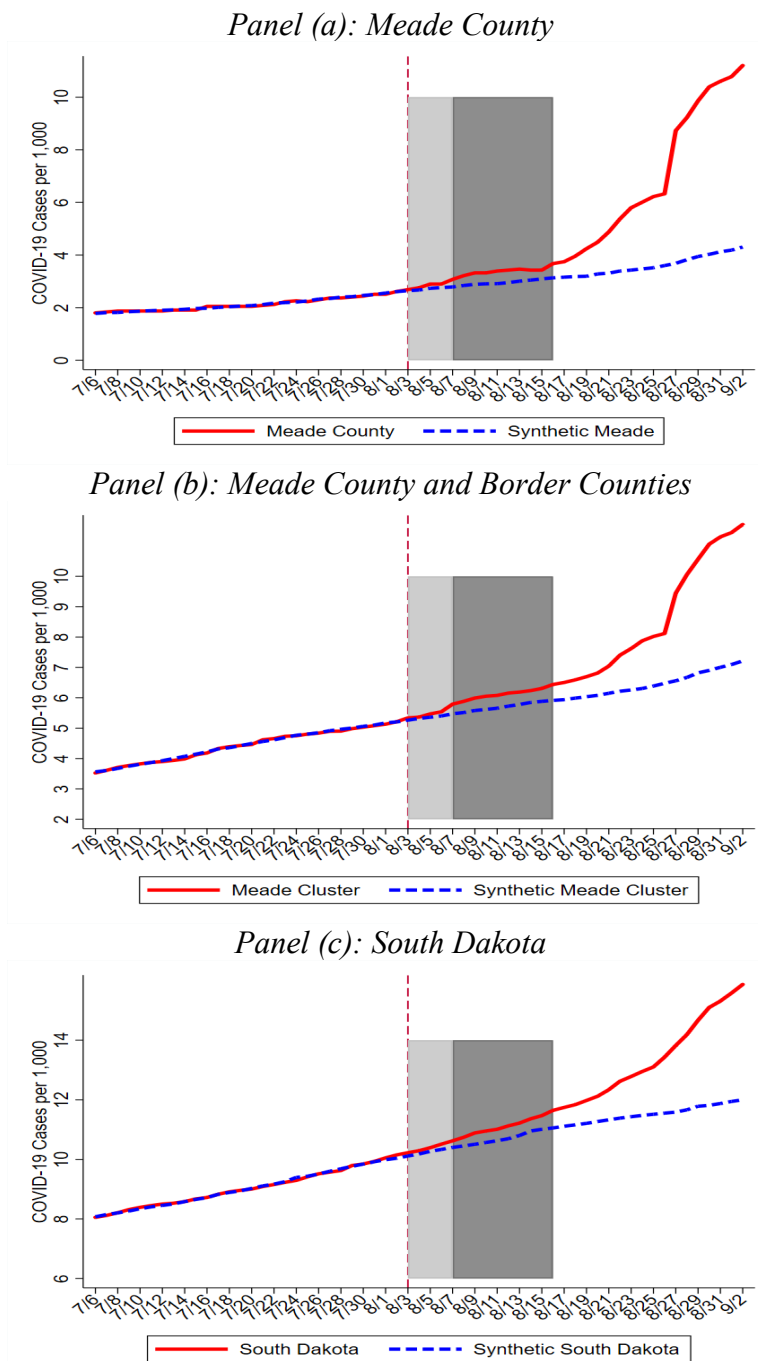 Panel (a): Meade County
COVID-19 Cases per 1,000
10
8
6
4
2
0
7/6 7/8 7/10 7/12 7/14 7/16 7/18 7/20 7/22 7/24 7/26 7/28 7/30 8/1 8/3 8/5 8/7 8/9 8/11 8/13 8/15 8/17 8/19 8/21 8/23 8/25 8/27 8/29 8/31 9/2
Meade County Synthetic Meade
Panel (b): Meade County and Border Counties
COVID-19 Cases per 1,000
10
9
8
7
6
5
4
3
2
7/6 7/8 7/10 7/12 7/14 7/16 7/18 7/20 7/22 7/24 7/26 7/28 7/30 8/1 8/3 8/5 8/7 8/9 8/11 8/13 8/15 8/17 8/19 8/21 8/23 8/25 8/27 8/29 8/31 9/2
Meade Cluster Synthetic Meade Cluster
Panel (c): South Dakota
COVID-19 Cases per 1,000
14
12
10
8
6
7/6 7/8 7/10 7/12 7/14 7/16 7/18 7/20 7/22 7/24 7/26 7/28 7/30 8/1 8/3 8/5 8/7 8/9 8/11 8/13 8/15 8/17 8/19 8/21 8/23 8/25 8/27 8/29 8/31 9/2
South Dakota Synthetic South Dakota